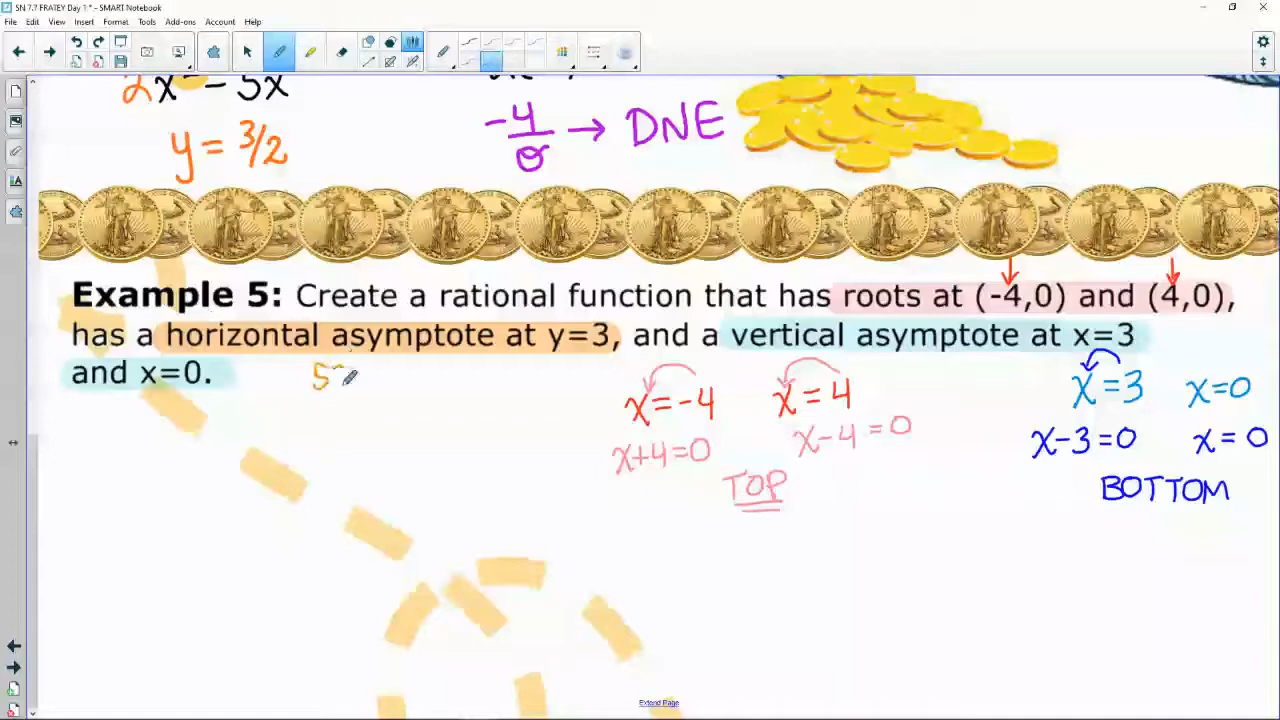 SN 7.7 FRATEY Day 1.* - SMART Notebook
File Edit View Insert Format Tools Add-ons Account Help
2x² - 5x
y = 3/2
-4/0 → DNE
Example 5: Create a rational function that has roots at (-4,0) and (4,0),
has a horizontal asymptote at y=3, and a vertical asymptote at x=3
and x=0.
x = -4 x = 4 x = 3 x=0
x+4=0 x-4=0 x-3=0 x=0
TOP BOTTOM
Extend Page